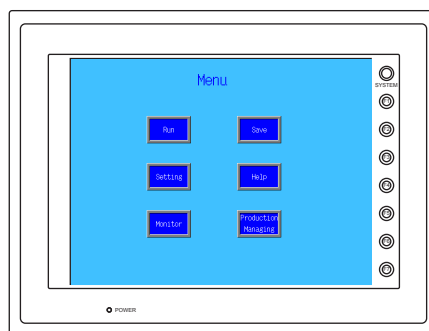 Menu
SYSTEM
Run
Save
Setting
Help
Monitor
Production
Managing
POWER